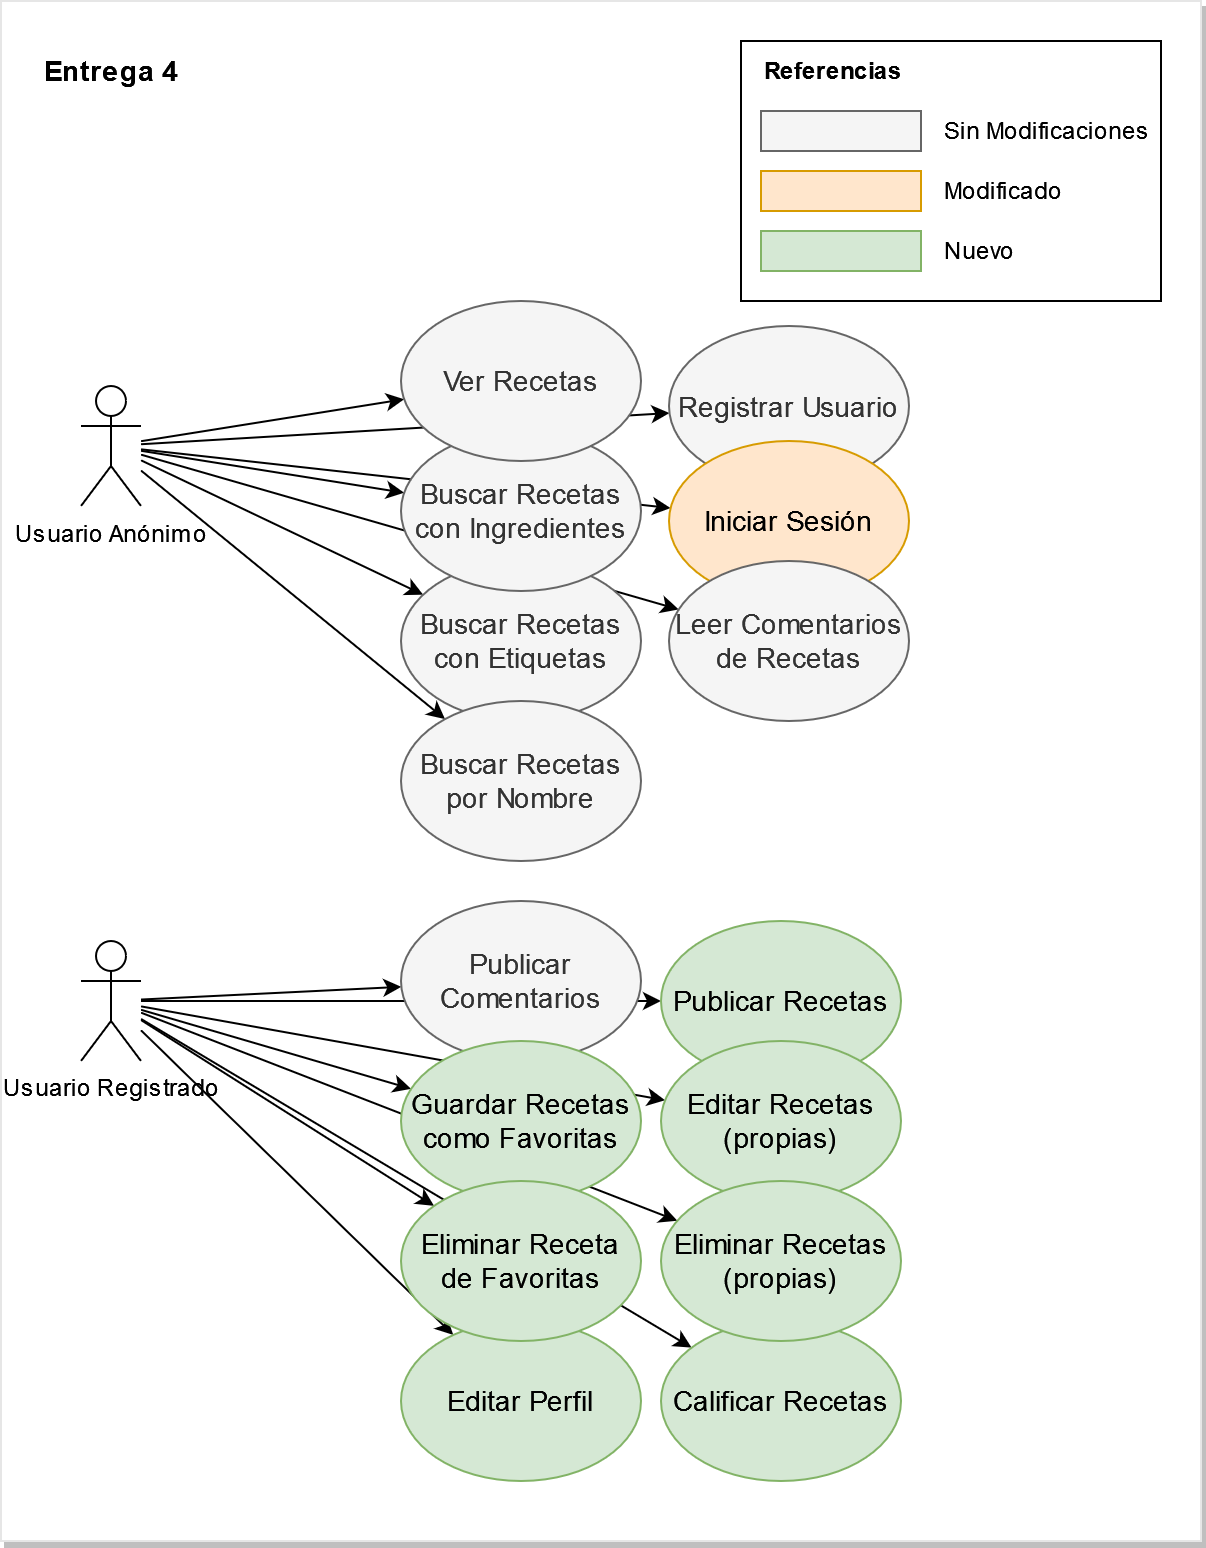 Entrega 4
Referencias
Sin Modificaciones
Modificado
Nuevo
Ver Recetas
Registrar Usuario
Buscar Recetas
con Ingredientes
Iniciar Sesión
Usuario Anónimo
Buscar Recetas
con Etiquetas
Leer Comentarios
de Recetas
Buscar Recetas
por Nombre
Publicar
Comentarios
Publicar Recetas
Usuario Registrado
Guardar Recetas
como Favoritas
Editar Recetas
(propias)
Eliminar Receta
de Favoritas
Eliminar Recetas
(propias)
Editar Perfil
Calificar Recetas